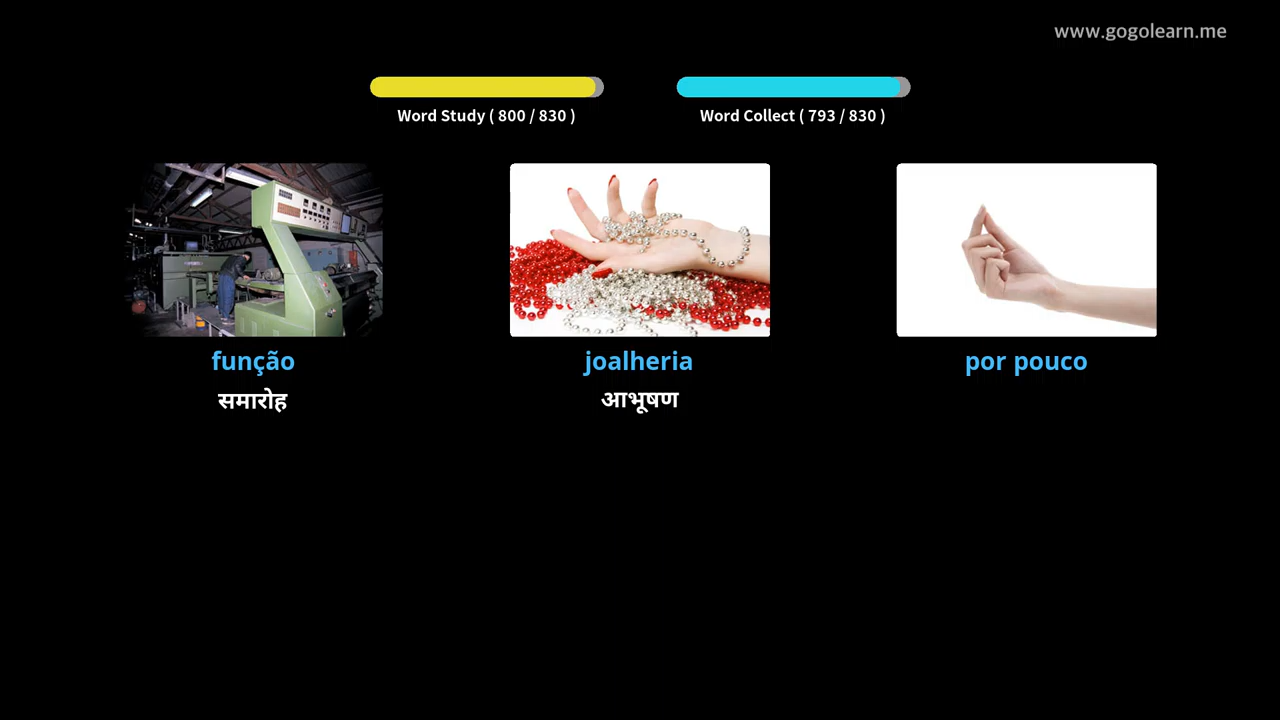 www.gogolearn.me
Word Study ( 800 / 830 )
Word Collect ( 793 / 830 )
função
joalheria
por pouco
समारोह
आभूषण